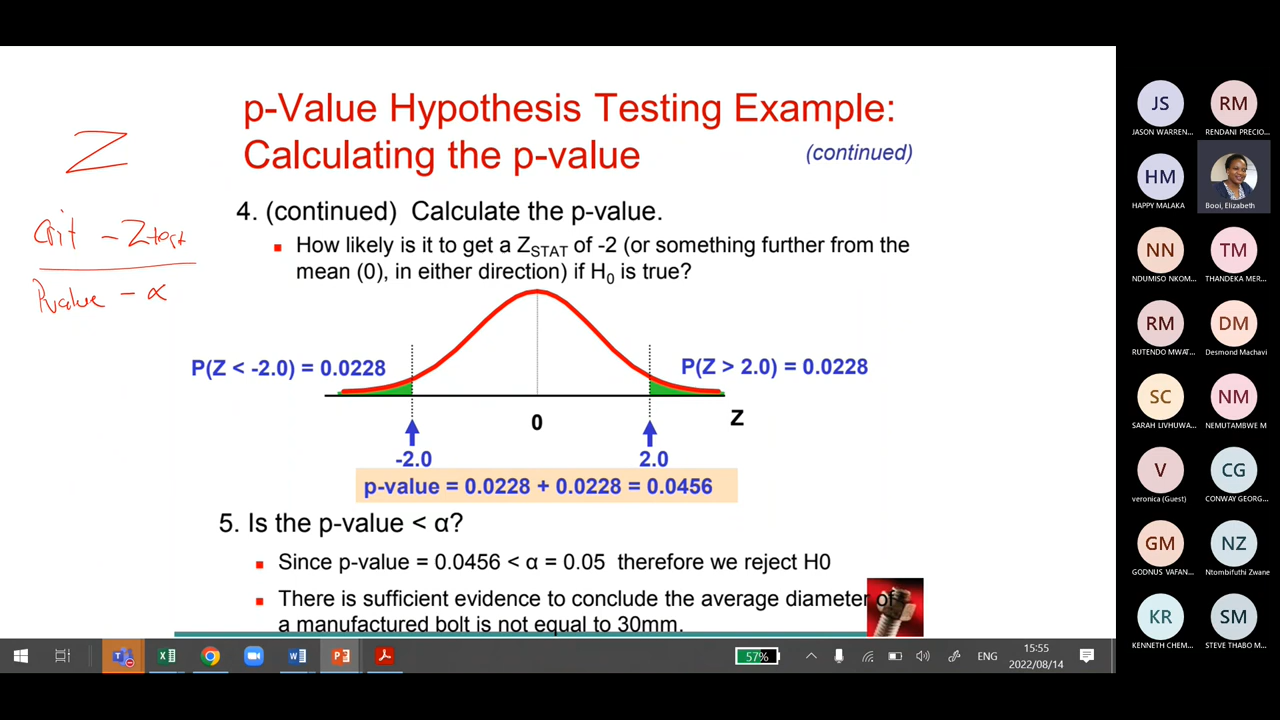 p-Value Hypothesis Testing Example:
Calculating the p-value
(continued)
Z
crit - Ztest
Pvalue - α
4. (continued) Calculate the p-value.
How likely is it to get a ZSTAT of -2 (or something further from the
mean (0), in either direction) if H0 is true?
P(Z < -2.0) = 0.0228
P(Z > 2.0) = 0.0228
0
Z
-2.0
2.0
p-value = 0.0228 + 0.0228 = 0.0456
5. Is the p-value < α?
Since p-value = 0.0456 < α = 0.05 therefore we reject H0
There is sufficient evidence to conclude the average diameter of
a manufactured bolt is not equal to 30mm.
JS
JASON WARREN...
RM
RENDANI PRECIO...
HM
HAPPY MALAKA
Booi, Elizabeth
NN
NDUMISO NKOM...
TM
THANDEKA MER...
RM
RUTENDO MWAT...
DM
Desmond Machavi
SC
SARAH LIVHUWA...
NM
NEMUTAMBWE M
V
veronica (Guest)
CG
CONWAY GEORG...
GM
GODNUS VAFAN...
NZ
Ntombifuthi Zwane
KR
KENNETH CHEM...
SM
STEVE THABO M...
57%
ENG
15:55
2022/08/14